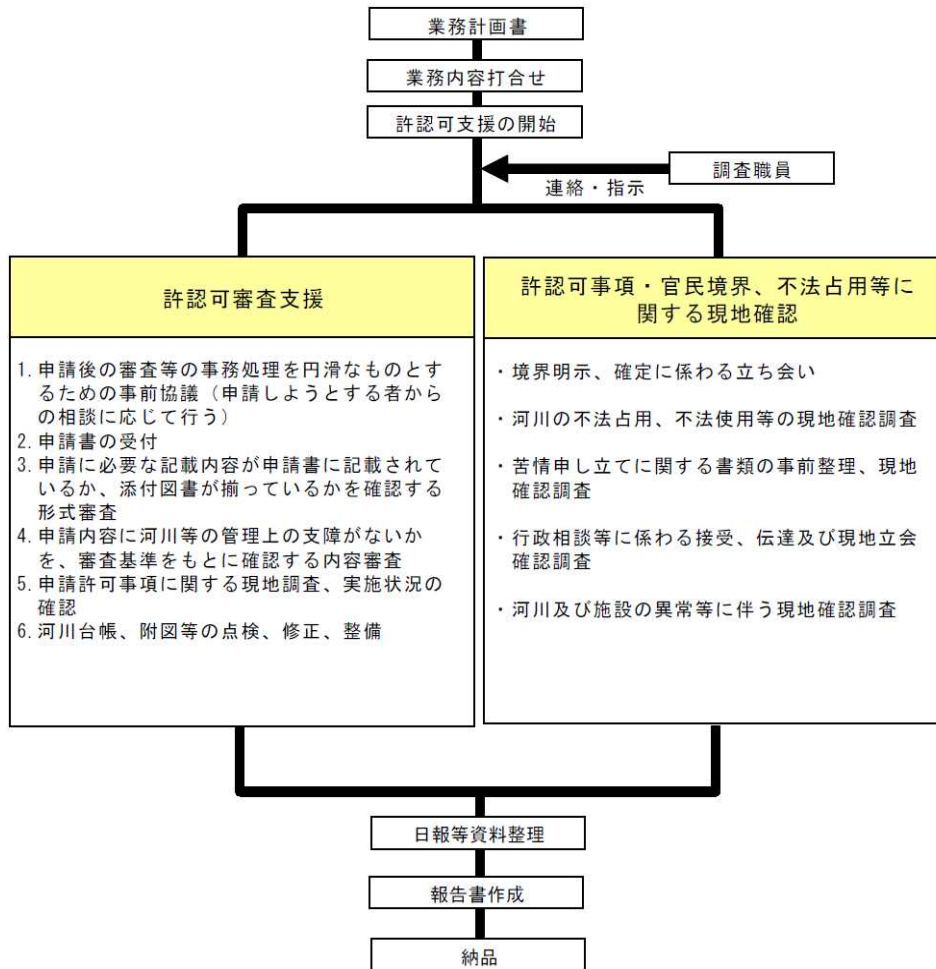 業務計画書
業務内容打合せ
許認可支援の開始
調査職員
連絡・指示
許認可審査支援
1. 申請後の審査等の事務処理を円滑なものとす
るための事前協議（申請しようとする者から
の相談に応じて行う）
2. 申請書の受付
3. 申請に必要な記載内容が申請書に記載されて
いるか、添付図書が揃っているかを確認する
形式審査
4. 申請内容に河川等の管理上の支障がないか
を、審査基準をもとに確認する内容審査
5. 申請許可事項に関する現地調査、実施状況の
確認
6. 河川台帳、附図等の点検、修正、整備
許認可事項・官民境界、不法占用等に
関する現地確認
・境界明示、確定に係わる立ち会い
・河川の不法占用、不法使用等の現地確認調査
・苦情申し立てに関する書類の事前整理、現地
確認調査
・行政相談等に係わる接受、伝達及び現地立会
確認調査
・河川及び施設の異常等に伴う現地確認調査
日報等資料整理
報告書作成
納品